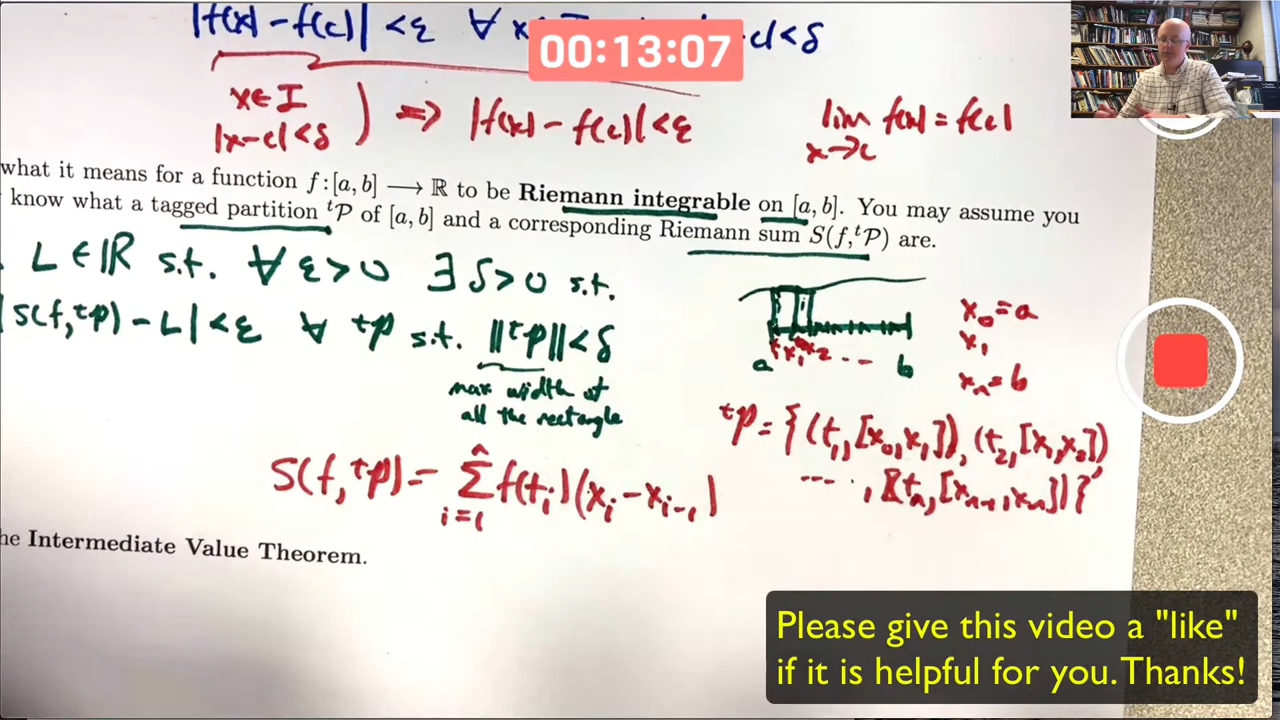 |f(x) - f(c)| < ε ∀ x
00:13:07
-c| < δ
x ∈ I
|x-c| < δ ) ⇒ |f(x) - f(c)| < ε
lim f(x) = f(c)
x→c
what it means for a function f : [a, b] ⟶ ℝ to be Riemann integrable on [a, b]. You may assume you
know what a tagged partition ᵗP of [a, b] and a corresponding Riemann sum S(f, ᵗP) are.
L ∈ ℝ s.t. ∀ ε > 0 ∃ δ > 0 s.t.
|S(f, ᵗP) - L| < ε ∀ ᵗP s.t. ||ᵗP|| < δ
max width of
all the rectangle
x₀ = a
x₁
xₙ = b
a x₁ x₂ ... b
ᵗP = {(t₁, [x₀, x₁]), (t₂, [x₁, x₂])
...., (tₙ, [xₙ₋₁, xₙ])}
S(f, ᵗP) = n∑i=1 f(tᵢ)(xᵢ - xᵢ₋₁)
he Intermediate Value Theorem.
Please give this video a "like"
if it is helpful for you. Thanks!